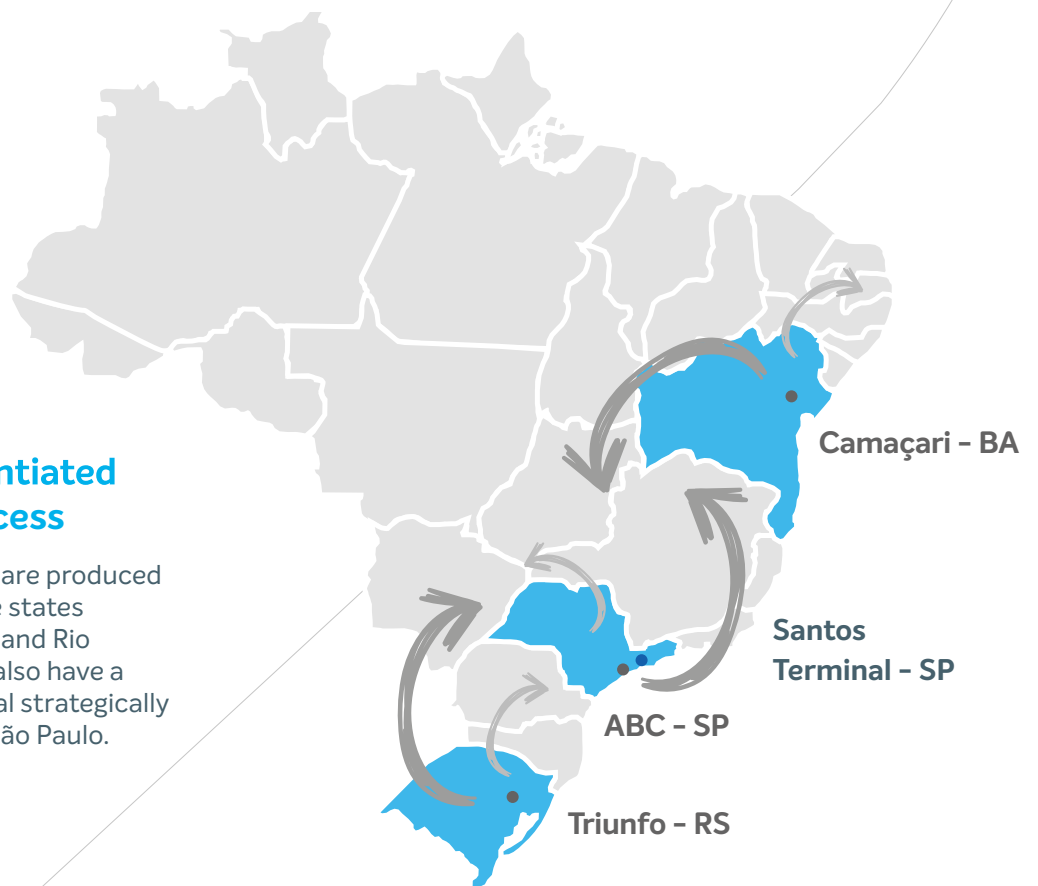 ntiated
cess
are produced
states
and Rio
also have a
al strategically
ão Paulo.
Camaçari – BA
Santos
Terminal – SP
ABC – SP
Triunfo – RS